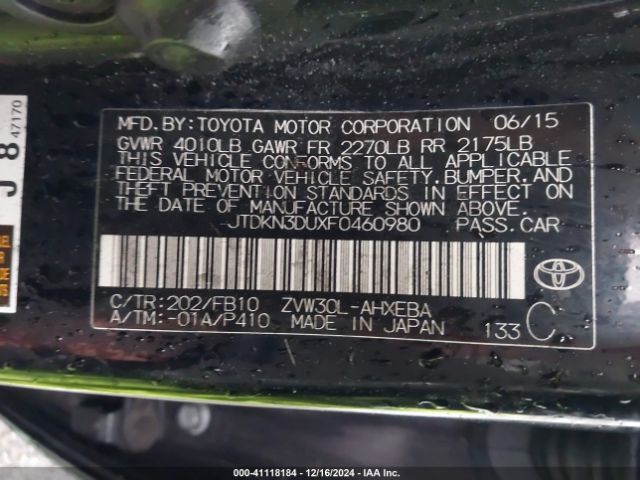 MFD. BY: TOYOTA MOTOR CORPORATION 06/15
GVWR 4010LB GAWR FR 2270LB RR 2175LB
THIS VEHICLE CONFORMS TO ALL APPLICABLE
FEDERAL MOTOR VEHICLE SAFETY, BUMPER, AND
THEFT PREVENTION STANDARDS IN EFFECT ON
THE DATE OF MANUFACTURE SHOWN ABOVE.
JTDKN3DUXF0460980 PASS. CAR
C/TR: 202/FB10 ZVW30L-AHXEBA
A/TM: -01A/P410 MADE IN JAPAN 133 C
J 8 47170
000-41118184 | 12/16/2024 | IAA Inc.